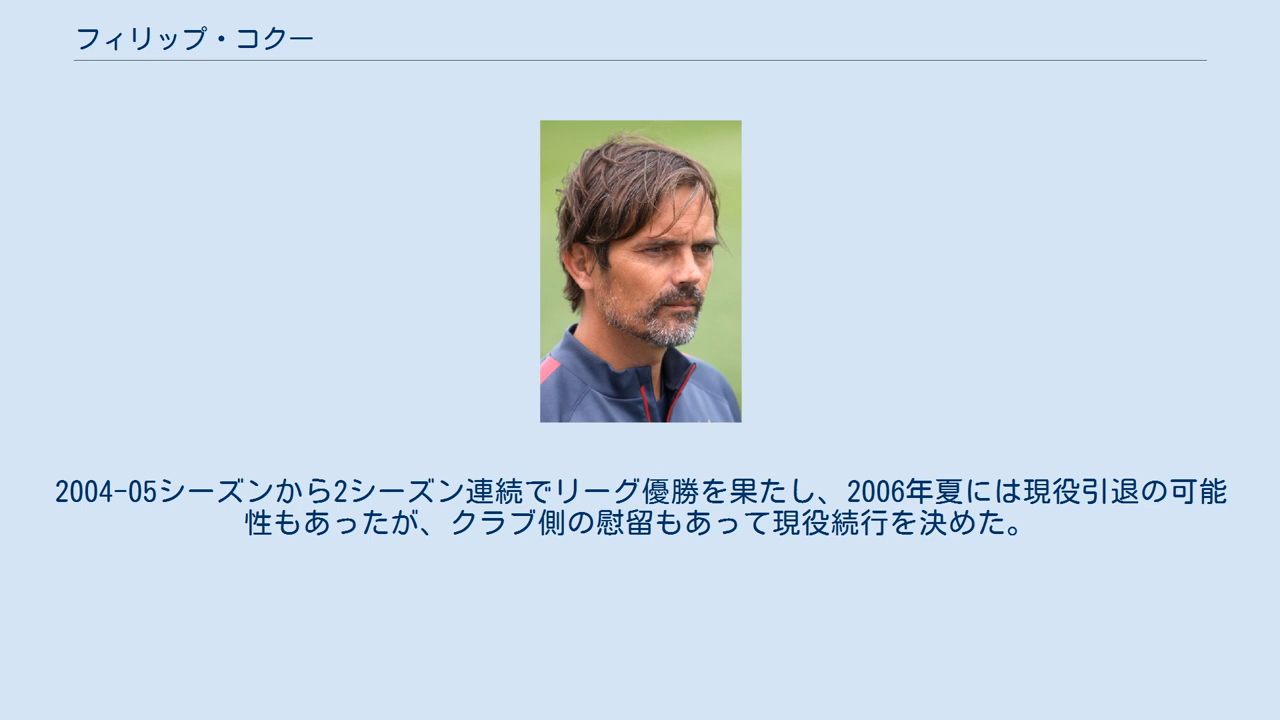 フィリップ・コクー
2004-05シーズンから2シーズン連続でリーグ優勝を果たし、2006年夏には現役引退の可能
性もあったが、クラブ側の慰留もあって現役続行を決めた。